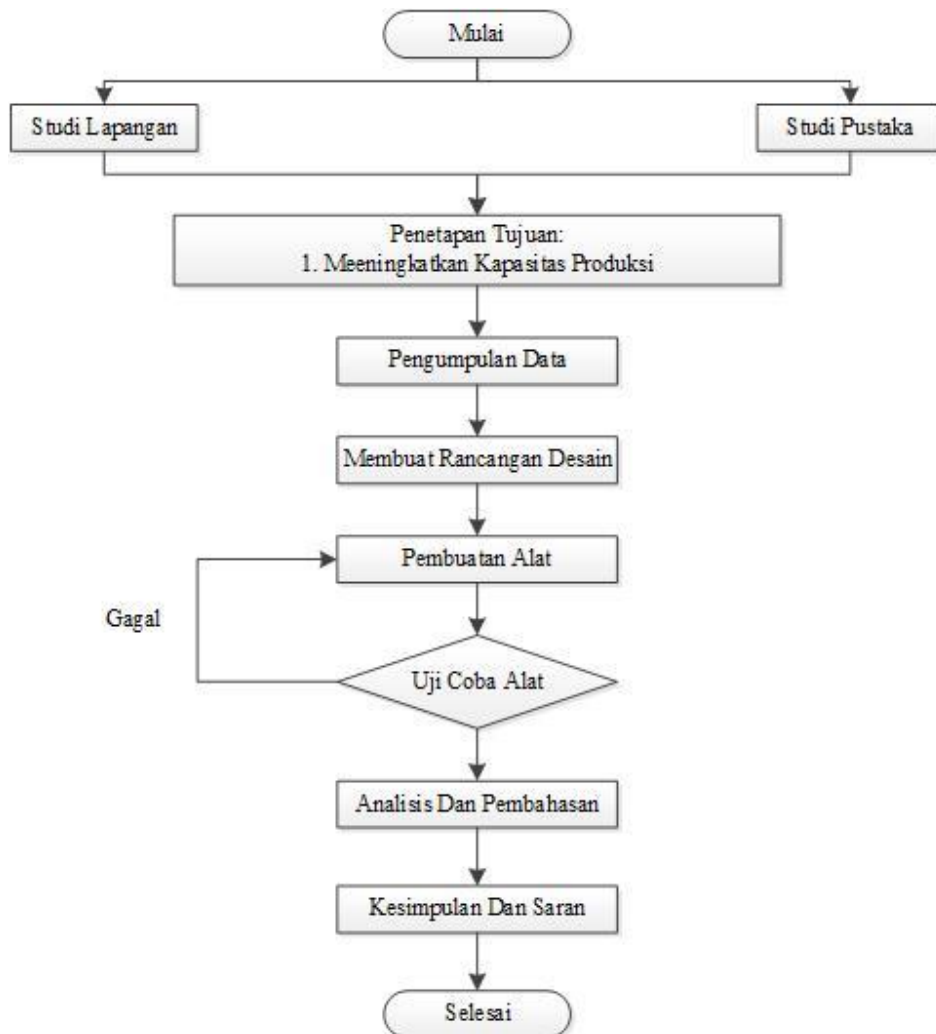 Mulai
Studi Lapangan
Studi Pustaka
Penetapan Tujuan:
1. Meeningkatkan Kapasitas Produksi
Pengumpulan Data
Membuat Rancangan Desain
Pembuatan Alat
Gagal
Uji Coba Alat
Analisis Dan Pembahasan
Kesimpulan Dan Saran
Selesai